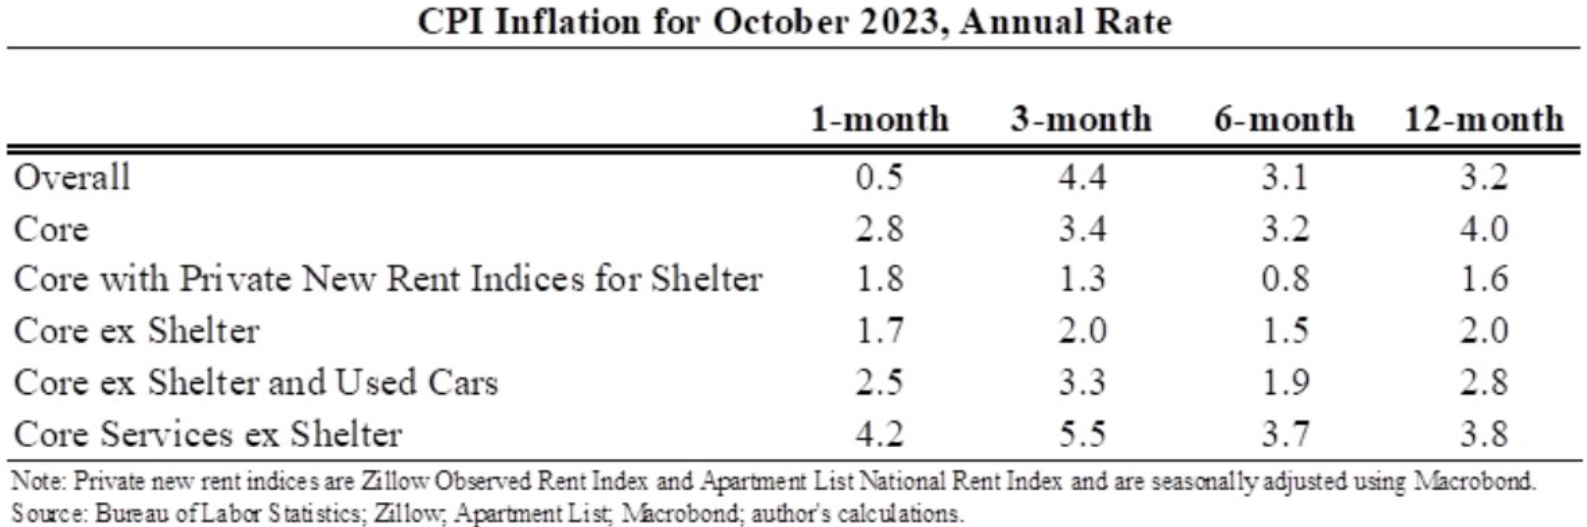 CPI Inflation for October 2023, Annual Rate
1-month 3-month 6-month 12-month
Overall 0.5 4.4 3.1 3.2
Core 2.8 3.4 3.2 4.0
Core with Private New Rent Indices for Shelter 1.8 1.3 0.8 1.6
Core ex Shelter 1.7 2.0 1.5 2.0
Core ex Shelter and Used Cars 2.5 3.3 1.9 2.8
Core Services ex Shelter 4.2 5.5 3.7 3.8
Note: Private new rent indices are Zillow Observed Rent Index and Apartment List National Rent Index and are seasonally adjusted using Macrobond.
Source: Bureau of Labor Statistics; Zillow; Apartment List; Macrobond; author's calculations.